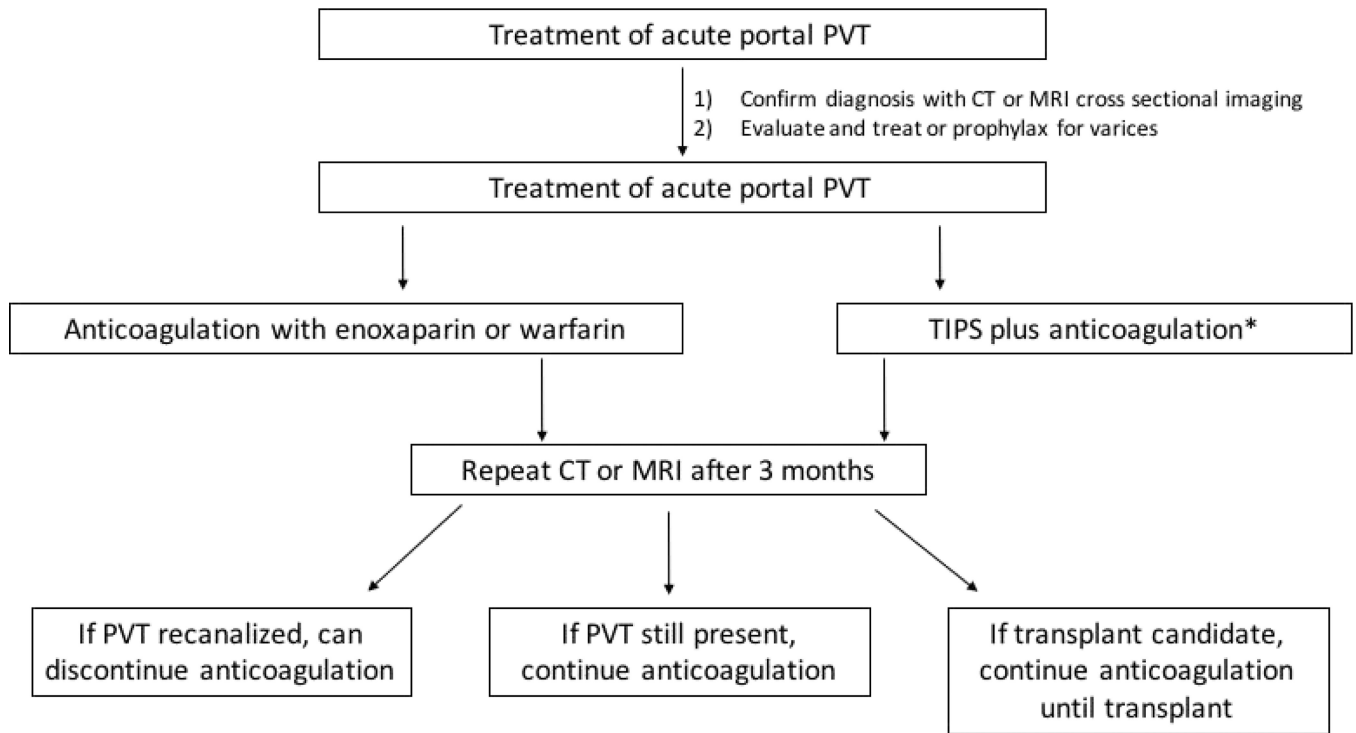 Treatment of acute portal PVT
1) Confirm diagnosis with CT or MRI cross sectional imaging
2) Evaluate and treat or prophylax for varices
Treatment of acute portal PVT
Anticoagulation with enoxaparin or warfarin
TIPS plus anticoagulation*
Repeat CT or MRI after 3 months
If PVT recanalized, can
discontinue anticoagulation
If PVT still present,
continue anticoagulation
If transplant candidate,
continue anticoagulation
until transplant